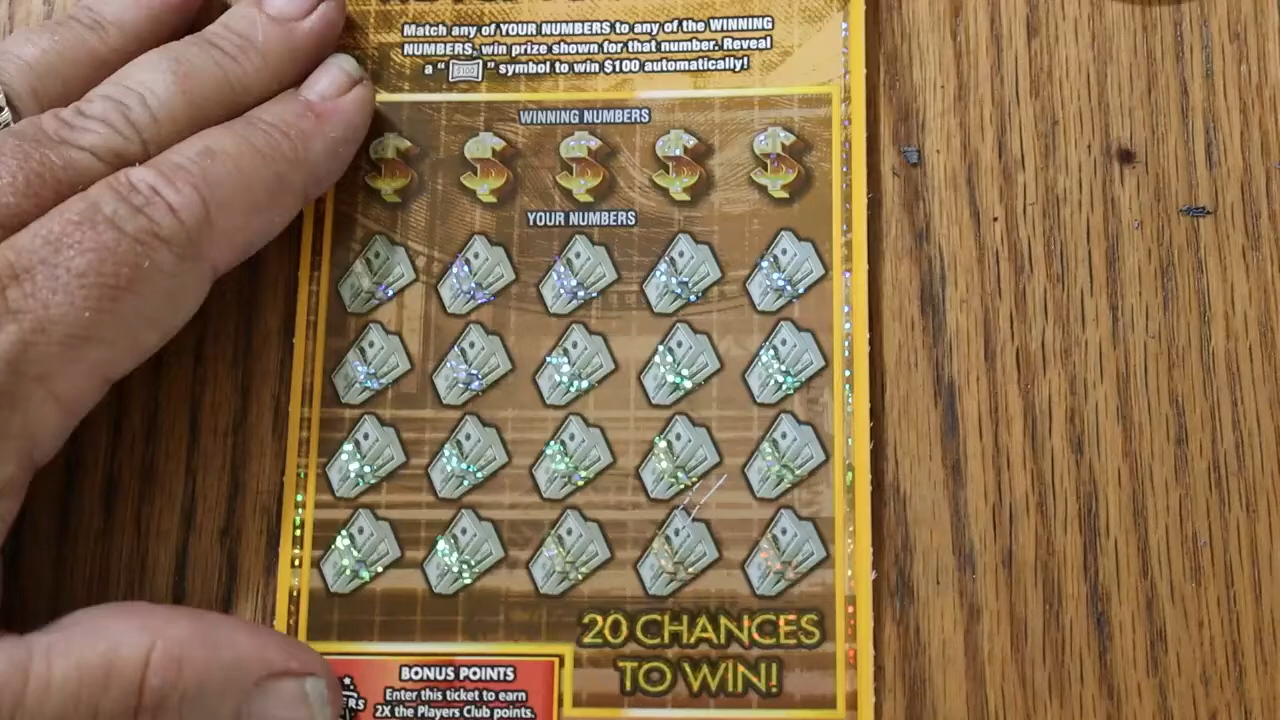 Match any of YOUR NUMBERS to any of the WINNING
NUMBERS, win prize shown for that number. Reveal
a " $100 " symbol to win $100 automatically!
WINNING NUMBERS
$ $ $ $ $
YOUR NUMBERS
20 CHANCES
TO WIN!
BONUS POINTS
Enter this ticket to earn
2X the Players Club points.